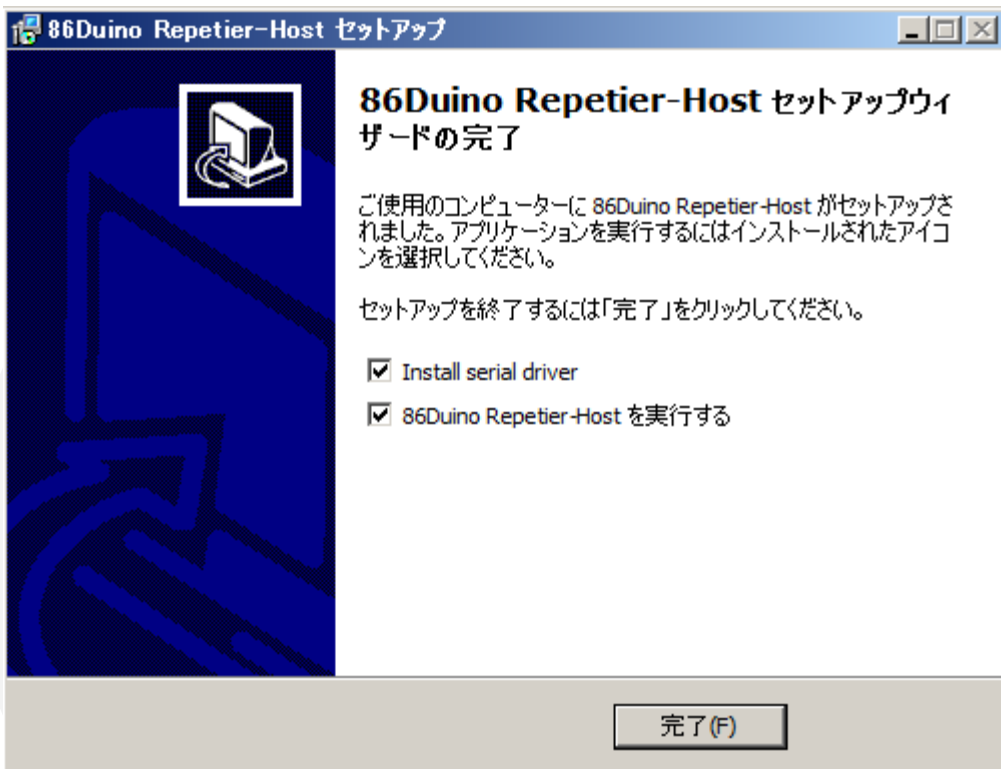 86Duino Repetier-Host セットアップ
86Duino Repetier-Host セットアップウィ
ザードの完了
ご使用のコンピューターに 86Duino Repetier-Host がセットアップさ
れました。アプリケーションを実行するにはインストールされたアイコ
ンを選択してください。
セットアップを終了するには「完了」をクリックしてください。
Install serial driver
86Duino Repetier-Host を実行する
完了(F)